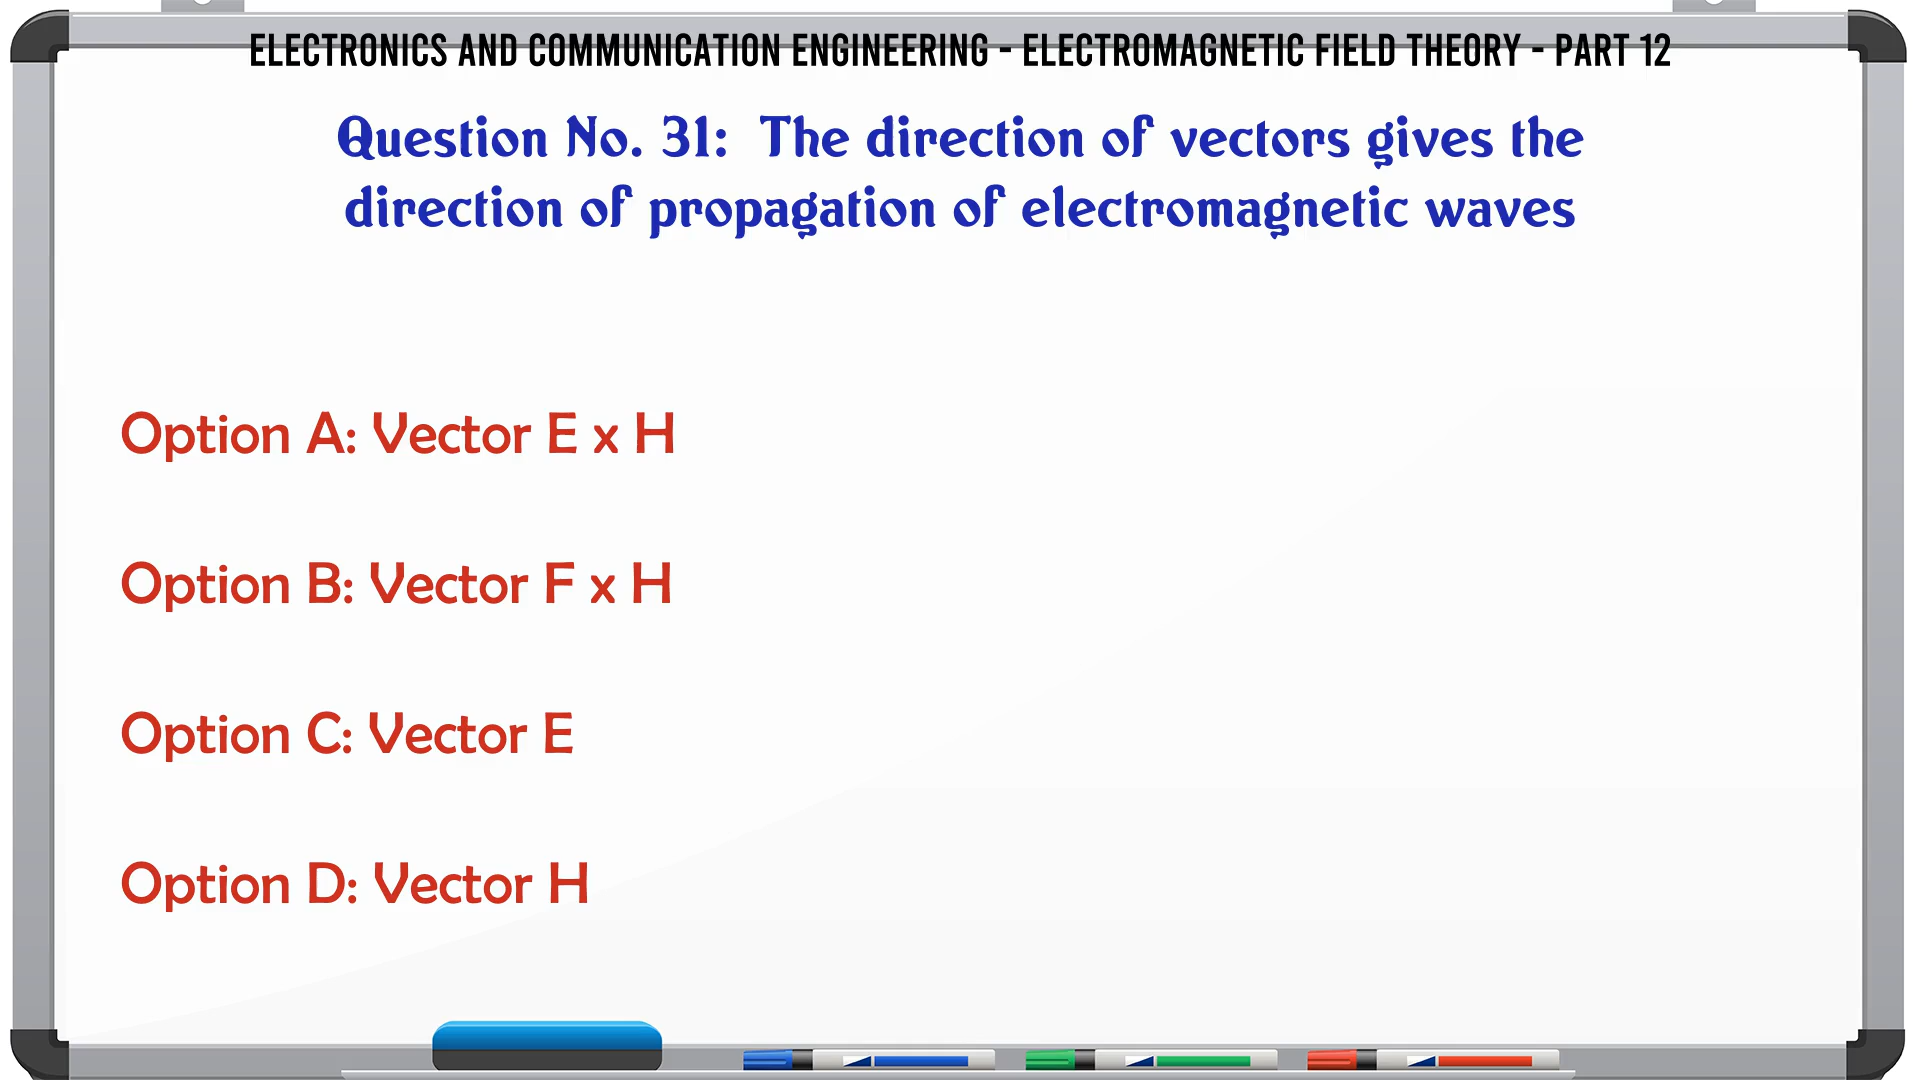 ELECTRONICS AND COMMUNICATION ENGINEERING - ELECTROMAGNETIC FIELD THEORY - PART 12
Question No. 31: The direction of vectors gives the
direction of propagation of electromagnetic waves
Option A: Vector E x H
Option B: Vector F x H
Option C: Vector E
Option D: Vector H